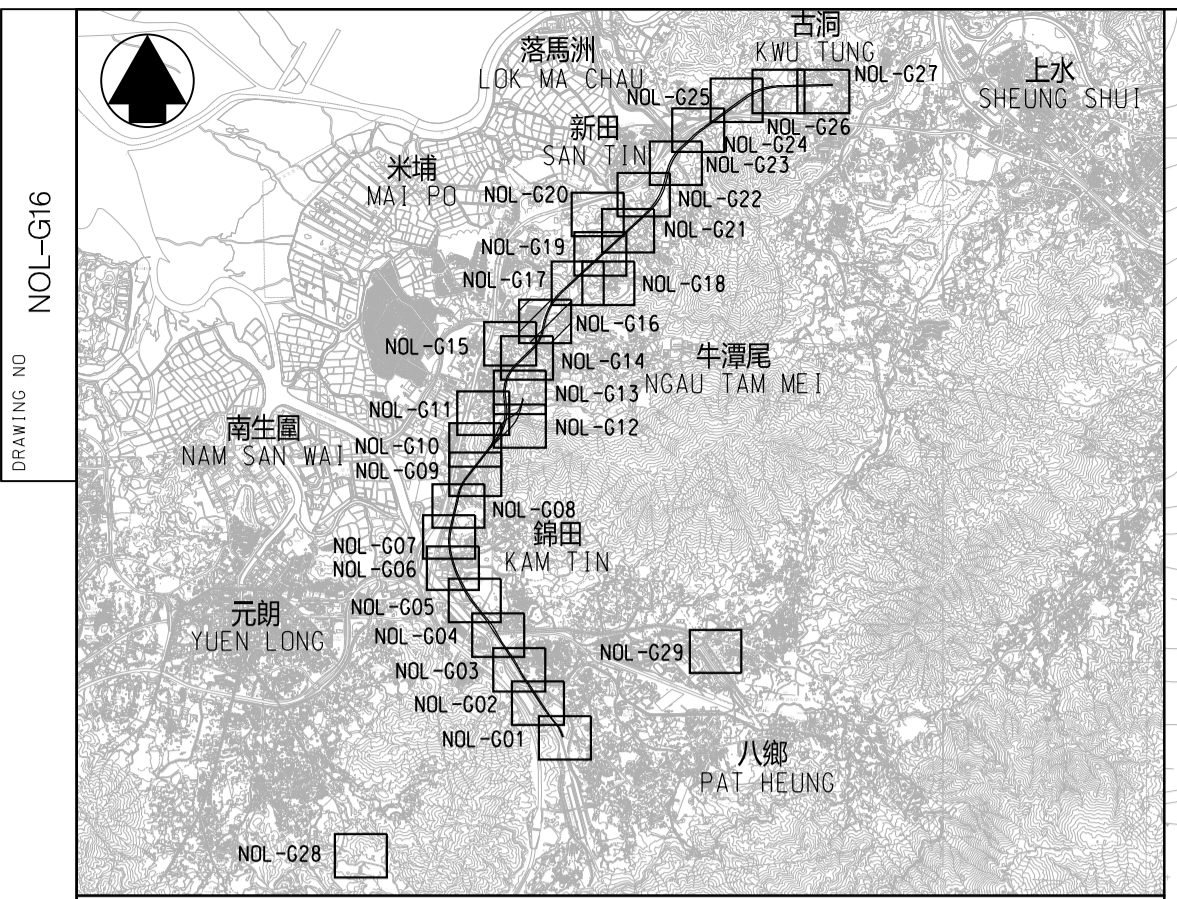 NOL-G16
DRAWING NO
古洞
KWU TUNG
落馬洲
LOK MA CHAU
上水
SHEUNG SHUI
NOL-G27
NOL-G25
NOL-G26
新田
SAN TIN
NOL-G24
NOL-G23
米埔
MAI PO
NOL-G20
NOL-G22
NOL-G21
NOL-G19
NOL-G17
NOL-G18
NOL-G16
NOL-G15
NOL-G14
牛潭尾
NGAU TAM MEI
NOL-G13
NOL-G11
NOL-G12
南生圍
NAM SAN WAI
NOL-G10
NOL-G09
NOL-G08
錦田
KAM TIN
NOL-G07
NOL-G06
元朗
YUEN LONG
NOL-G05
NOL-G04
NOL-G29
NOL-G03
NOL-G02
NOL-G01
八鄉
PAT HEUNG
NOL-G28